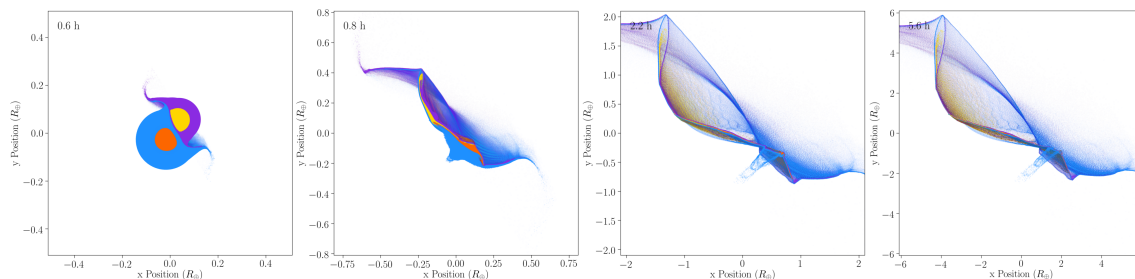 0.6 h
0.4
0.2
0.0
−0.2
−0.4
y Position (R⊕)
−0.4 −0.2 0.0 0.2 0.4
x Position (R⊕)
0.8 h
0.8
0.6
0.4
0.2
0.0
−0.2
−0.4
−0.6
−0.8
y Position (R⊕)
−0.75 −0.50 −0.25 0.00 0.25 0.50 0.75
x Position (R⊕)
2.2 h
2.0
1.5
1.0
0.5
0.0
−0.5
−1.0
−1.5
−2.0
y Position (R⊕)
−2 −1 0 1 2
x Position (R⊕)
5.6 h
6
4
2
0
−2
−4
−6
y Position (R⊕)
−6 −4 −2 0 2 4
x Position (R⊕)